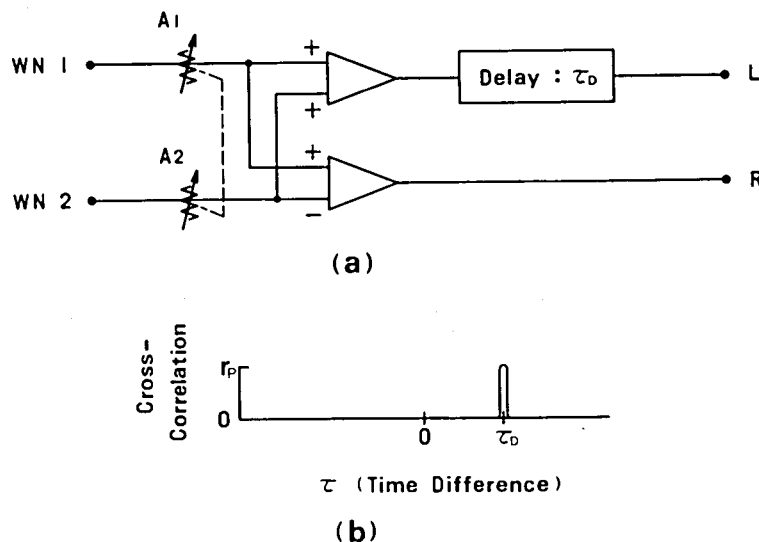 A1
WN 1
+
+
Delay : τD
L
A2
+
WN 2
−
R
(a)
Cross-
Correlation
rP
0
0
τD
τ (Time Difference)
(b)